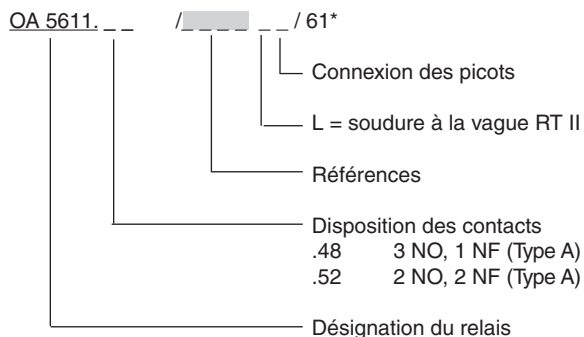 OA 5611. _ _ /_ _ _ _ _ _ / 61*
Connexion des picots
L = soudure à la vague RT II
Références
Disposition des contacts
.48 3 NO, 1 NF (Type A)
.52 2 NO, 2 NF (Type A)
Désignation du relais